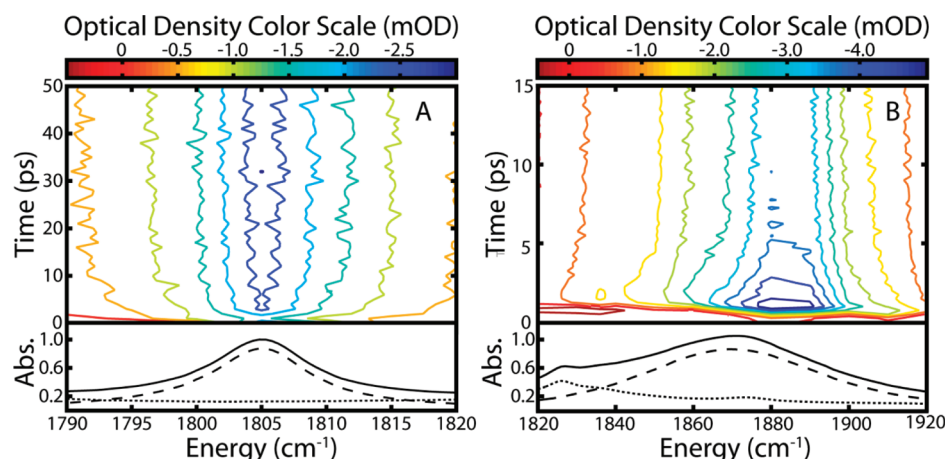 Optical Density Color Scale (mOD)
0 -0.5 -1.0 -1.5 -2.0 -2.5
50
40
30
20
10
0
Time (ps)
A
1.0
0.6
0.2
Abs.
1790 1795 1800 1805 1810 1815 1820
Energy (cm-1)
Optical Density Color Scale (mOD)
0 -1.0 -2.0 -3.0 -4.0
15
10
5
0
Time (ps)
B
1.0
0.6
0.2
Abs.
1820 1840 1860 1880 1900 1920
Energy (cm-1)